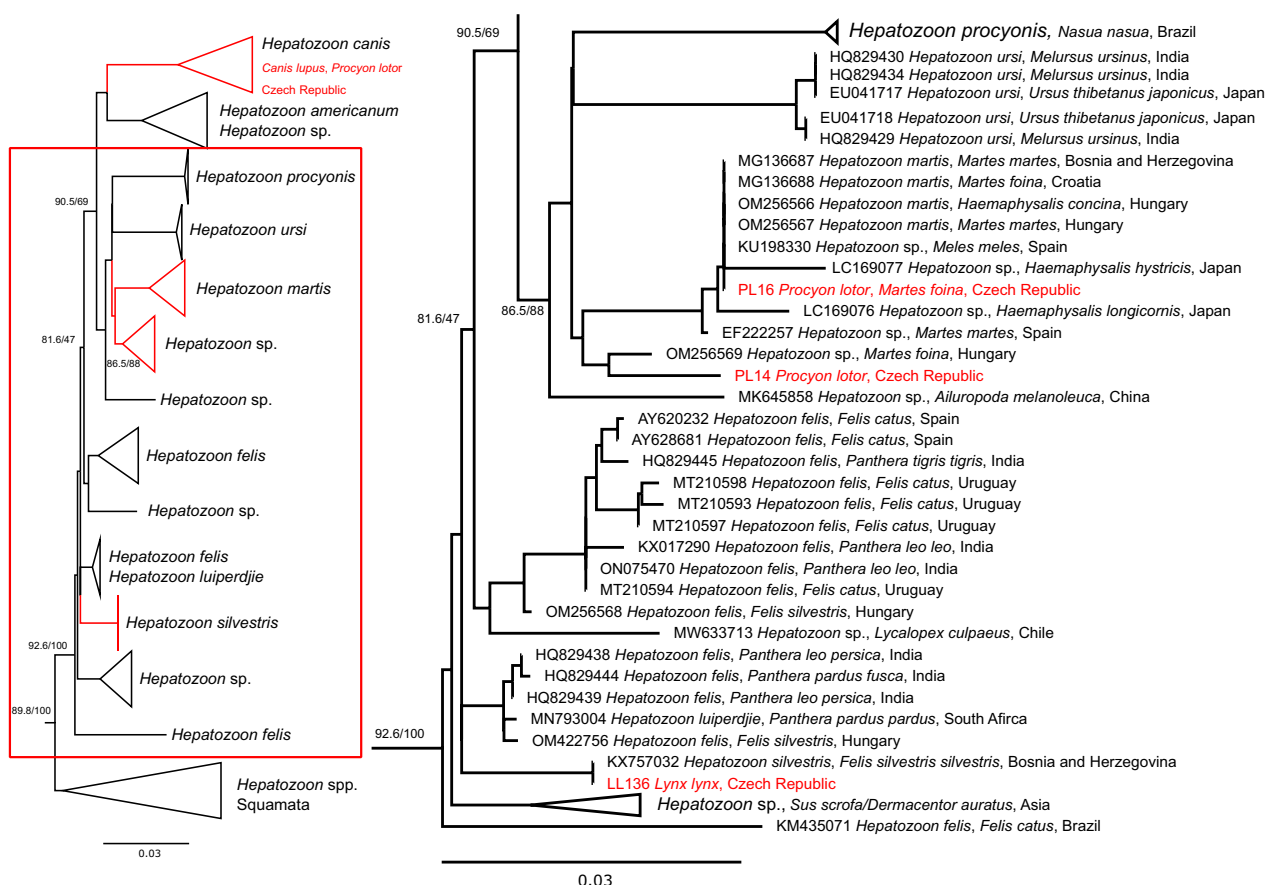 Hepatozoon canis
Canis lupus, Procyon lotor
Czech Republic
Hepatozoon americanum
Hepatozoon sp.
Hepatozoon procyonis
90.5/69
Hepatozoon ursi
Hepatozoon martis
81.6/47
Hepatozoon sp.
86.5/88
Hepatozoon sp.
Hepatozoon felis
Hepatozoon sp.
Hepatozoon felis
Hepatozoon luiperdjie
Hepatozoon silvestris
92.6/100
Hepatozoon sp.
89.8/100
Hepatozoon felis
Hepatozoon spp.
Squamata
0.03
90.5/69
Hepatozoon procyonis, Nasua nasua, Brazil
HQ829430 Hepatozoon ursi, Melursus ursinus, India
HQ829434 Hepatozoon ursi, Melursus ursinus, India
EU041717 Hepatozoon ursi, Ursus thibetanus japonicus, Japan
EU041718 Hepatozoon ursi, Ursus thibetanus japonicus, Japan
HQ829429 Hepatozoon ursi, Melursus ursinus, India
MG136687 Hepatozoon martis, Martes martes, Bosnia and Herzegovina
MG136688 Hepatozoon martis, Martes foina, Croatia
OM256566 Hepatozoon martis, Haemaphysalis concina, Hungary
OM256567 Hepatozoon martis, Martes martes, Hungary
KU198330 Hepatozoon sp., Meles meles, Spain
LC169077 Hepatozoon sp., Haemaphysalis hystricis, Japan
PL16 Procyon lotor, Martes foina, Czech Republic
86.5/88
LC169076 Hepatozoon sp., Haemaphysalis longicornis, Japan
81.6/47
EF222257 Hepatozoon sp., Martes martes, Spain
OM256569 Hepatozoon sp., Martes foina, Hungary
PL14 Procyon lotor, Czech Republic
MK645858 Hepatozoon sp., Ailuropoda melanoleuca, China
AY620232 Hepatozoon felis, Felis catus, Spain
AY628681 Hepatozoon felis, Felis catus, Spain
HQ829445 Hepatozoon felis, Panthera tigris tigris, India
MT210598 Hepatozoon felis, Felis catus, Uruguay
MT210593 Hepatozoon felis, Felis catus, Uruguay
MT210597 Hepatozoon felis, Felis catus, Uruguay
KX017290 Hepatozoon felis, Panthera leo leo, India
ON075470 Hepatozoon felis, Panthera leo leo, India
MT210594 Hepatozoon felis, Felis catus, Uruguay
OM256568 Hepatozoon felis, Felis silvestris, Hungary
MW633713 Hepatozoon sp., Lycalopex culpaeus, Chile
HQ829438 Hepatozoon felis, Panthera leo persica, India
HQ829444 Hepatozoon felis, Panthera pardus fusca, India
HQ829439 Hepatozoon felis, Panthera leo persica, India
MN793004 Hepatozoon luiperdjie, Panthera pardus pardus, South Afirca
92.6/100
OM422756 Hepatozoon felis, Felis silvestris, Hungary
KX757032 Hepatozoon silvestris, Felis silvestris silvestris, Bosnia and Herzegovina
LL136 Lynx lynx, Czech Republic
Hepatozoon sp., Sus scrofa/Dermacentor auratus, Asia
KM435071 Hepatozoon felis, Felis catus, Brazil
0.03